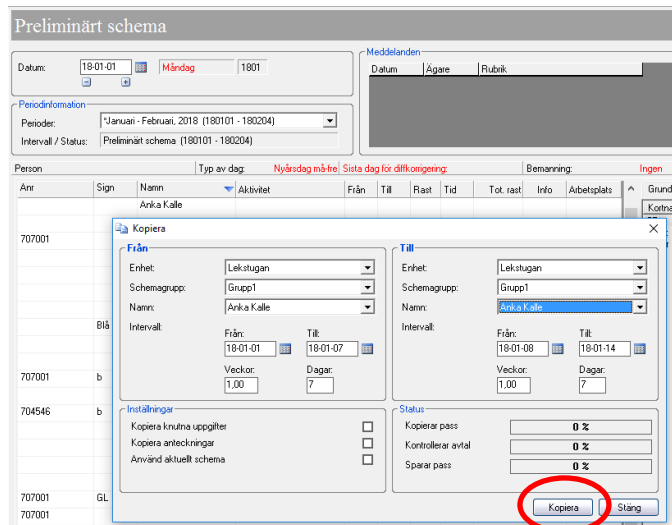 Preliminärt schema
Datum: 18-01-01 Måndag 1801
Meddelanden
Datum Ägare Rubrik
Periodinformation
Perioder: *Januari - Februari, 2018 (180101 - 180204)
Intervall / Status: Preliminärt schema (180101 - 180204)
Person Typ av dag: Nyårsdag må-fre Sista dag för diffkorrigering: Bemanning: Ingen
Anr Sign Namn Aktivitet Från Till Rast Tid Tot. rast Info Arbetsplats Grund
Anka Kalle
707001
Blå
707001 b
704546 b
707001 GL
707001
Kopiera
Från
Enhet: Lekstugan
Schemagrupp: Grupp1
Namn: Anka Kalle
Intervall:
Från: Till:
18-01-01 18-01-07
Veckor: Dagar:
1,00 7
Till
Enhet: Lekstugan
Schemagrupp: Grupp1
Namn: Anka Kalle
Intervall:
Från: Till:
18-01-08 18-01-14
Veckor: Dagar:
1,00 7
Inställningar
Kopiera knutna uppgifter
Kopiera anteckningar
Använd aktuellt schema
Status
Kopierar pass 0 %
Kontrollerar avtal
Sparar pass 0 %
Kopiera Stäng